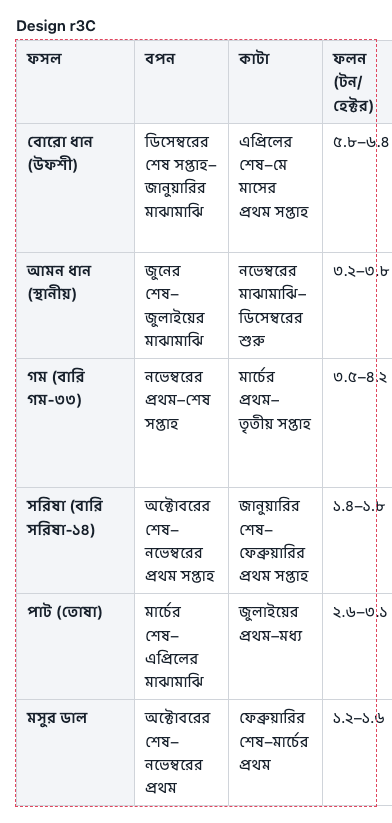 Design r3C
ফসল
বপন
কাটা
ফলন
(টন/
হেক্টর)
বোরো ধান
(উফশী)
ডিসেম্বরের
শেষ সপ্তাহ–
জানুয়ারির
মাঝামাঝি
এপ্রিলের
শেষ–মে
মাসের
প্রথম সপ্তাহ
৫.৮–৬.৪
আমন ধান
(স্থানীয়)
জুনের
শেষ–
জুলাইয়ের
মাঝামাঝি
নভেম্বরের
মাঝামাঝি–
ডিসেম্বরের
শুরু
৩.২–৩.৮
গম (বারি
গম-৩৩)
নভেম্বরের
প্রথম–শেষ
সপ্তাহ
মার্চের
প্রথম–
তৃতীয় সপ্তাহ
৩.৫–৪.২
সরিষা (বারি
সরিষা-১৪)
অক্টোবরের
শেষ–
নভেম্বরের
প্রথম সপ্তাহ
জানুয়ারির
শেষ–
ফেব্রুয়ারির
প্রথম সপ্তাহ
১.৪–১.৮
পাট (তোষা)
মার্চের
শেষ–
এপ্রিলের
মাঝামাঝি
জুলাইয়ের
প্রথম–মধ্য
২.৬–৩.১
মসুর ডাল
অক্টোবরের
শেষ–
নভেম্বরের
প্রথম
ফেব্রুয়ারির
শেষ–মার্চের
প্রথম
১.২–১.৬